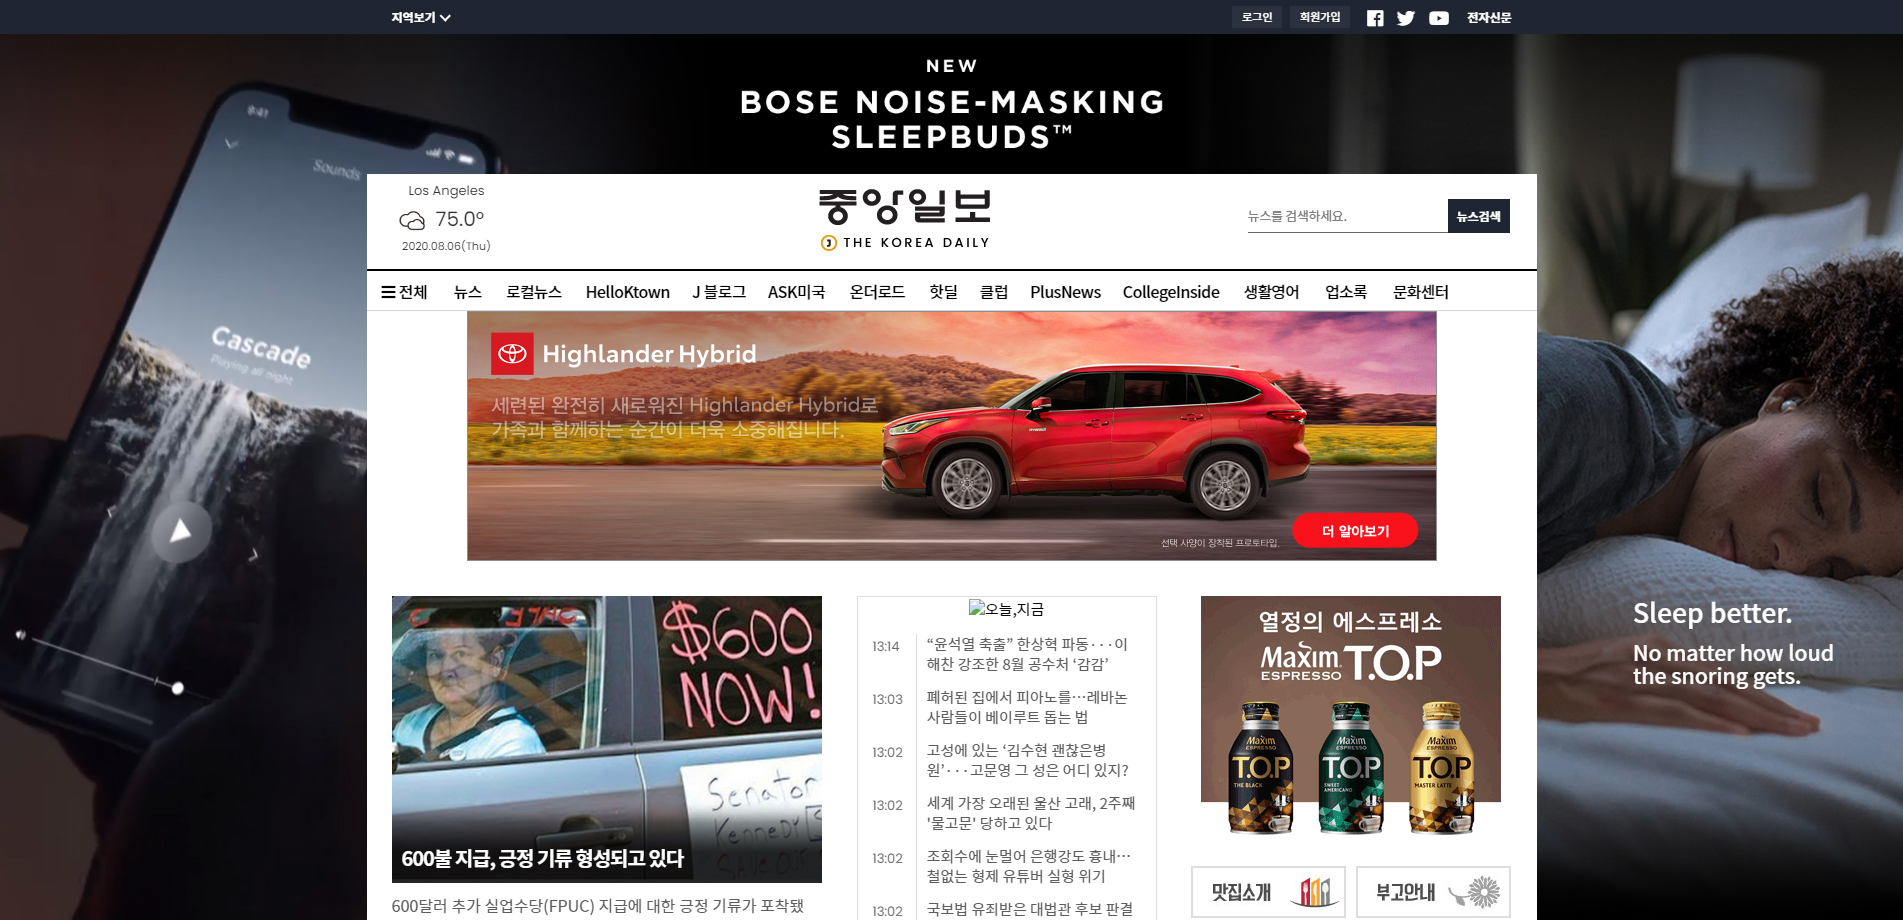 지역보기
로그인
회원가입
전자신문
NEW
BOSE NOISE-MASKING
SLEEPBUDS™
9:41
Sounds
Cascade
Playing all night
Los Angeles
75.0º
2020.08.06(Thu)
중앙일보
THE KOREA DAILY
뉴스를 검색하세요.
뉴스검색
전체 뉴스 로컬뉴스 HelloKtown J 블로그 ASK미국 온더로드 핫딜 클럽 PlusNews CollegeInside 생활영어 업소록 문화센터
Highlander Hybrid
세련된 완전히 새로워진 Highlander Hybrid로
가족과 함께하는 순간이 더욱 소중해집니다.
선택 사양이 장착된 프로토타입.
더 알아보기
$600
NOW!
Senator
Kennedy
600불 지급, 긍정 기류 형성되고 있다
600달러 추가 실업수당(FPUC) 지급에 대한 긍정 기류가 포착됐
오늘,지금
13:14 “윤석열 축출” 한상혁 파동···이
해찬 강조한 8월 공수처 ‘감감’
13:03 폐허된 집에서 피아노를…레바논
사람들이 베이루트 돕는 법
13:02 고성에 있는 ‘김수현 괜찮은병
원’···고문영 그 성은 어디 있지?
13:02 세계 가장 오래된 울산 고래, 2주째
'물고문' 당하고 있다
13:02 조회수에 눈멀어 은행강도 흉내…
철없는 형제 유튜버 실형 위기
13:02 국보법 유죄받은 대법관 후보 판결
열정의 에스프레소
Maxim T.O.P
ESPRESSO
Maxim
ESPRESSO
T.O.P
THE BLACK
Maxim
ESPRESSO
T.O.P
SWEET
AMERICANO
Maxim
ESPRESSO
T.O.P
MASTER LATTE
맛집소개
부고안내
Sleep better.
No matter how loud
the snoring gets.